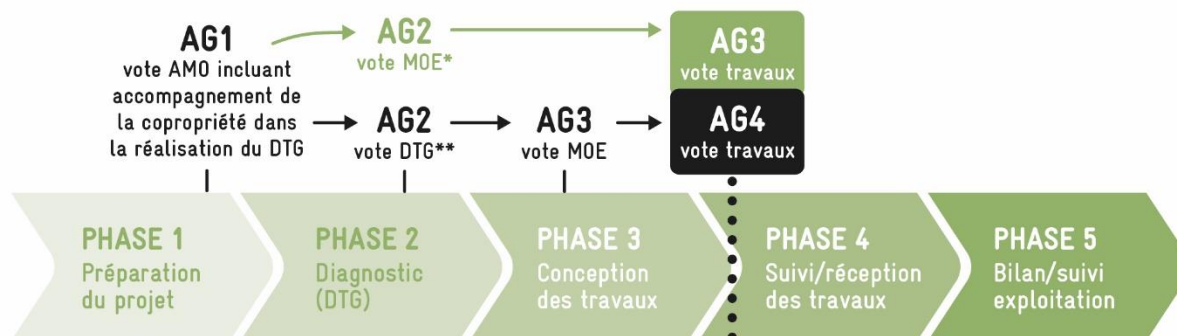 AG1
vote AMO incluant
accompagnement de
la copropriété dans
la réalisation du DTG
AG2
vote MOE*
AG3
vote travaux
AG2
vote DTG**
AG3
vote MOE
AG4
vote travaux
PHASE 1
Préparation
du projet
PHASE 2
Diagnostic
(DTG)
PHASE 3
Conception
des travaux
PHASE 4
Suivi/réception
des travaux
PHASE 5
Bilan/suivi
exploitation